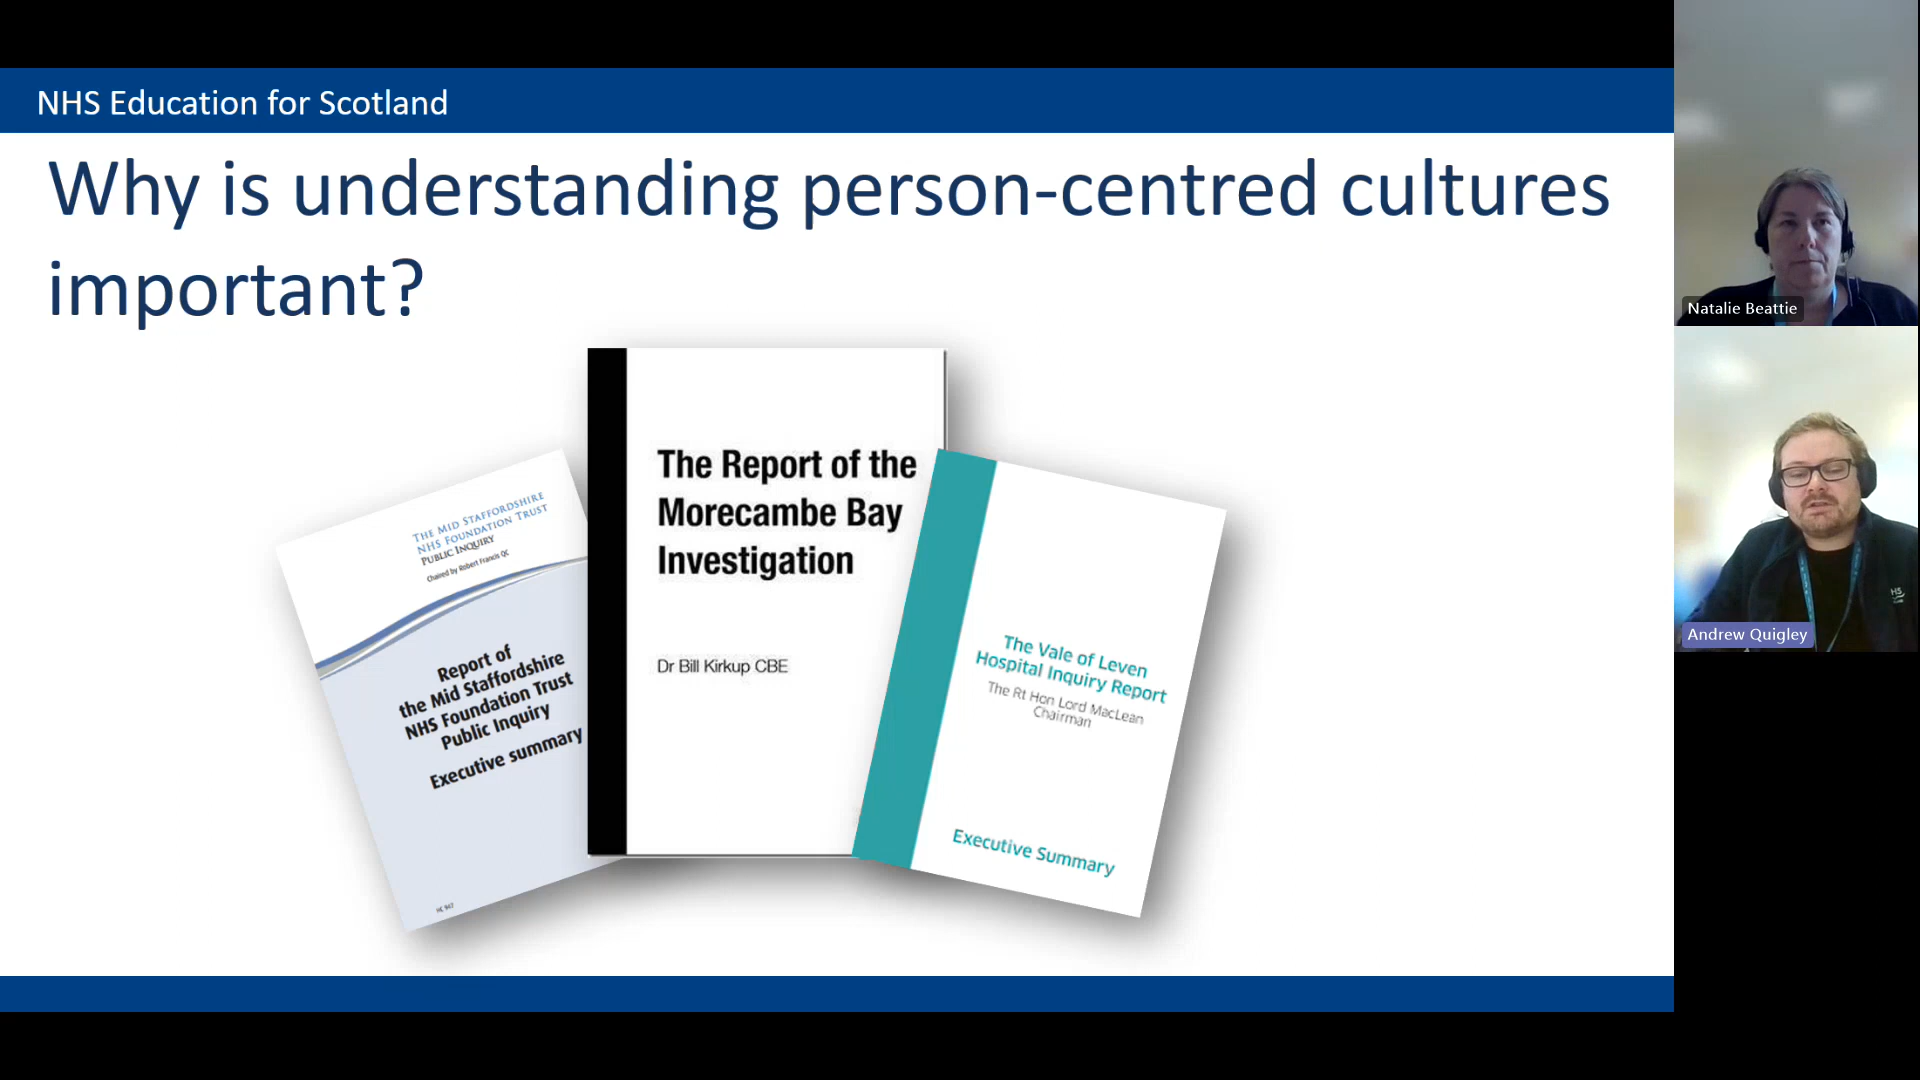 NHS Education for Scotland
Why is understanding person-centred cultures
important?
THE MID STAFFORDSHIRE
NHS FOUNDATION TRUST
PUBLIC INQUIRY
Chaired by Robert Francis QC
Report of
the Mid Staffordshire
NHS Foundation Trust
Public Inquiry
Executive summary
HC 947
The Report of the
Morecambe Bay
Investigation
Dr Bill Kirkup CBE
The Vale of Leven
Hospital Inquiry Report
The Rt Hon Lord MacLean
Chairman
Executive Summary
Natalie Beattie
Andrew Quigley